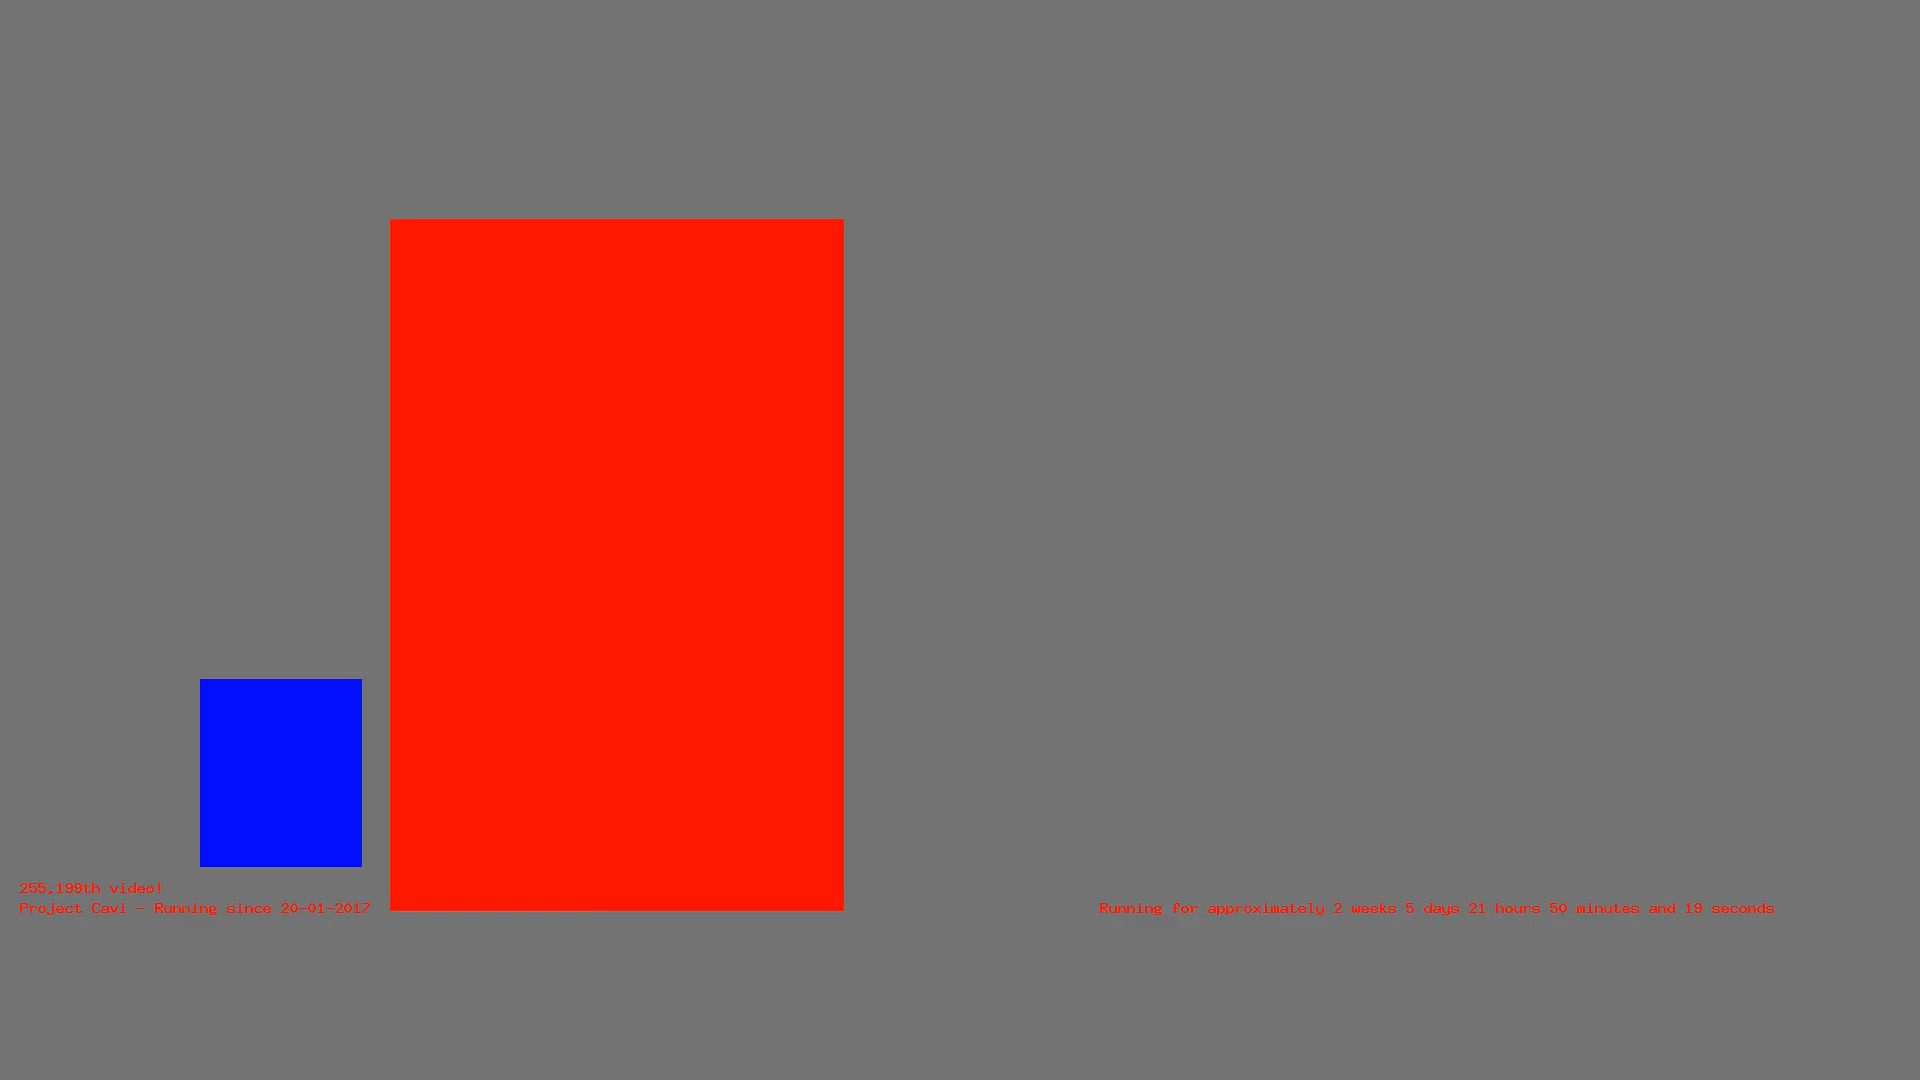 255.199th video!
Project Cavi - Running since 20-01-2017
Running for approximately 2 weeks 5 days 21 hours 50 minutes and 19 seconds